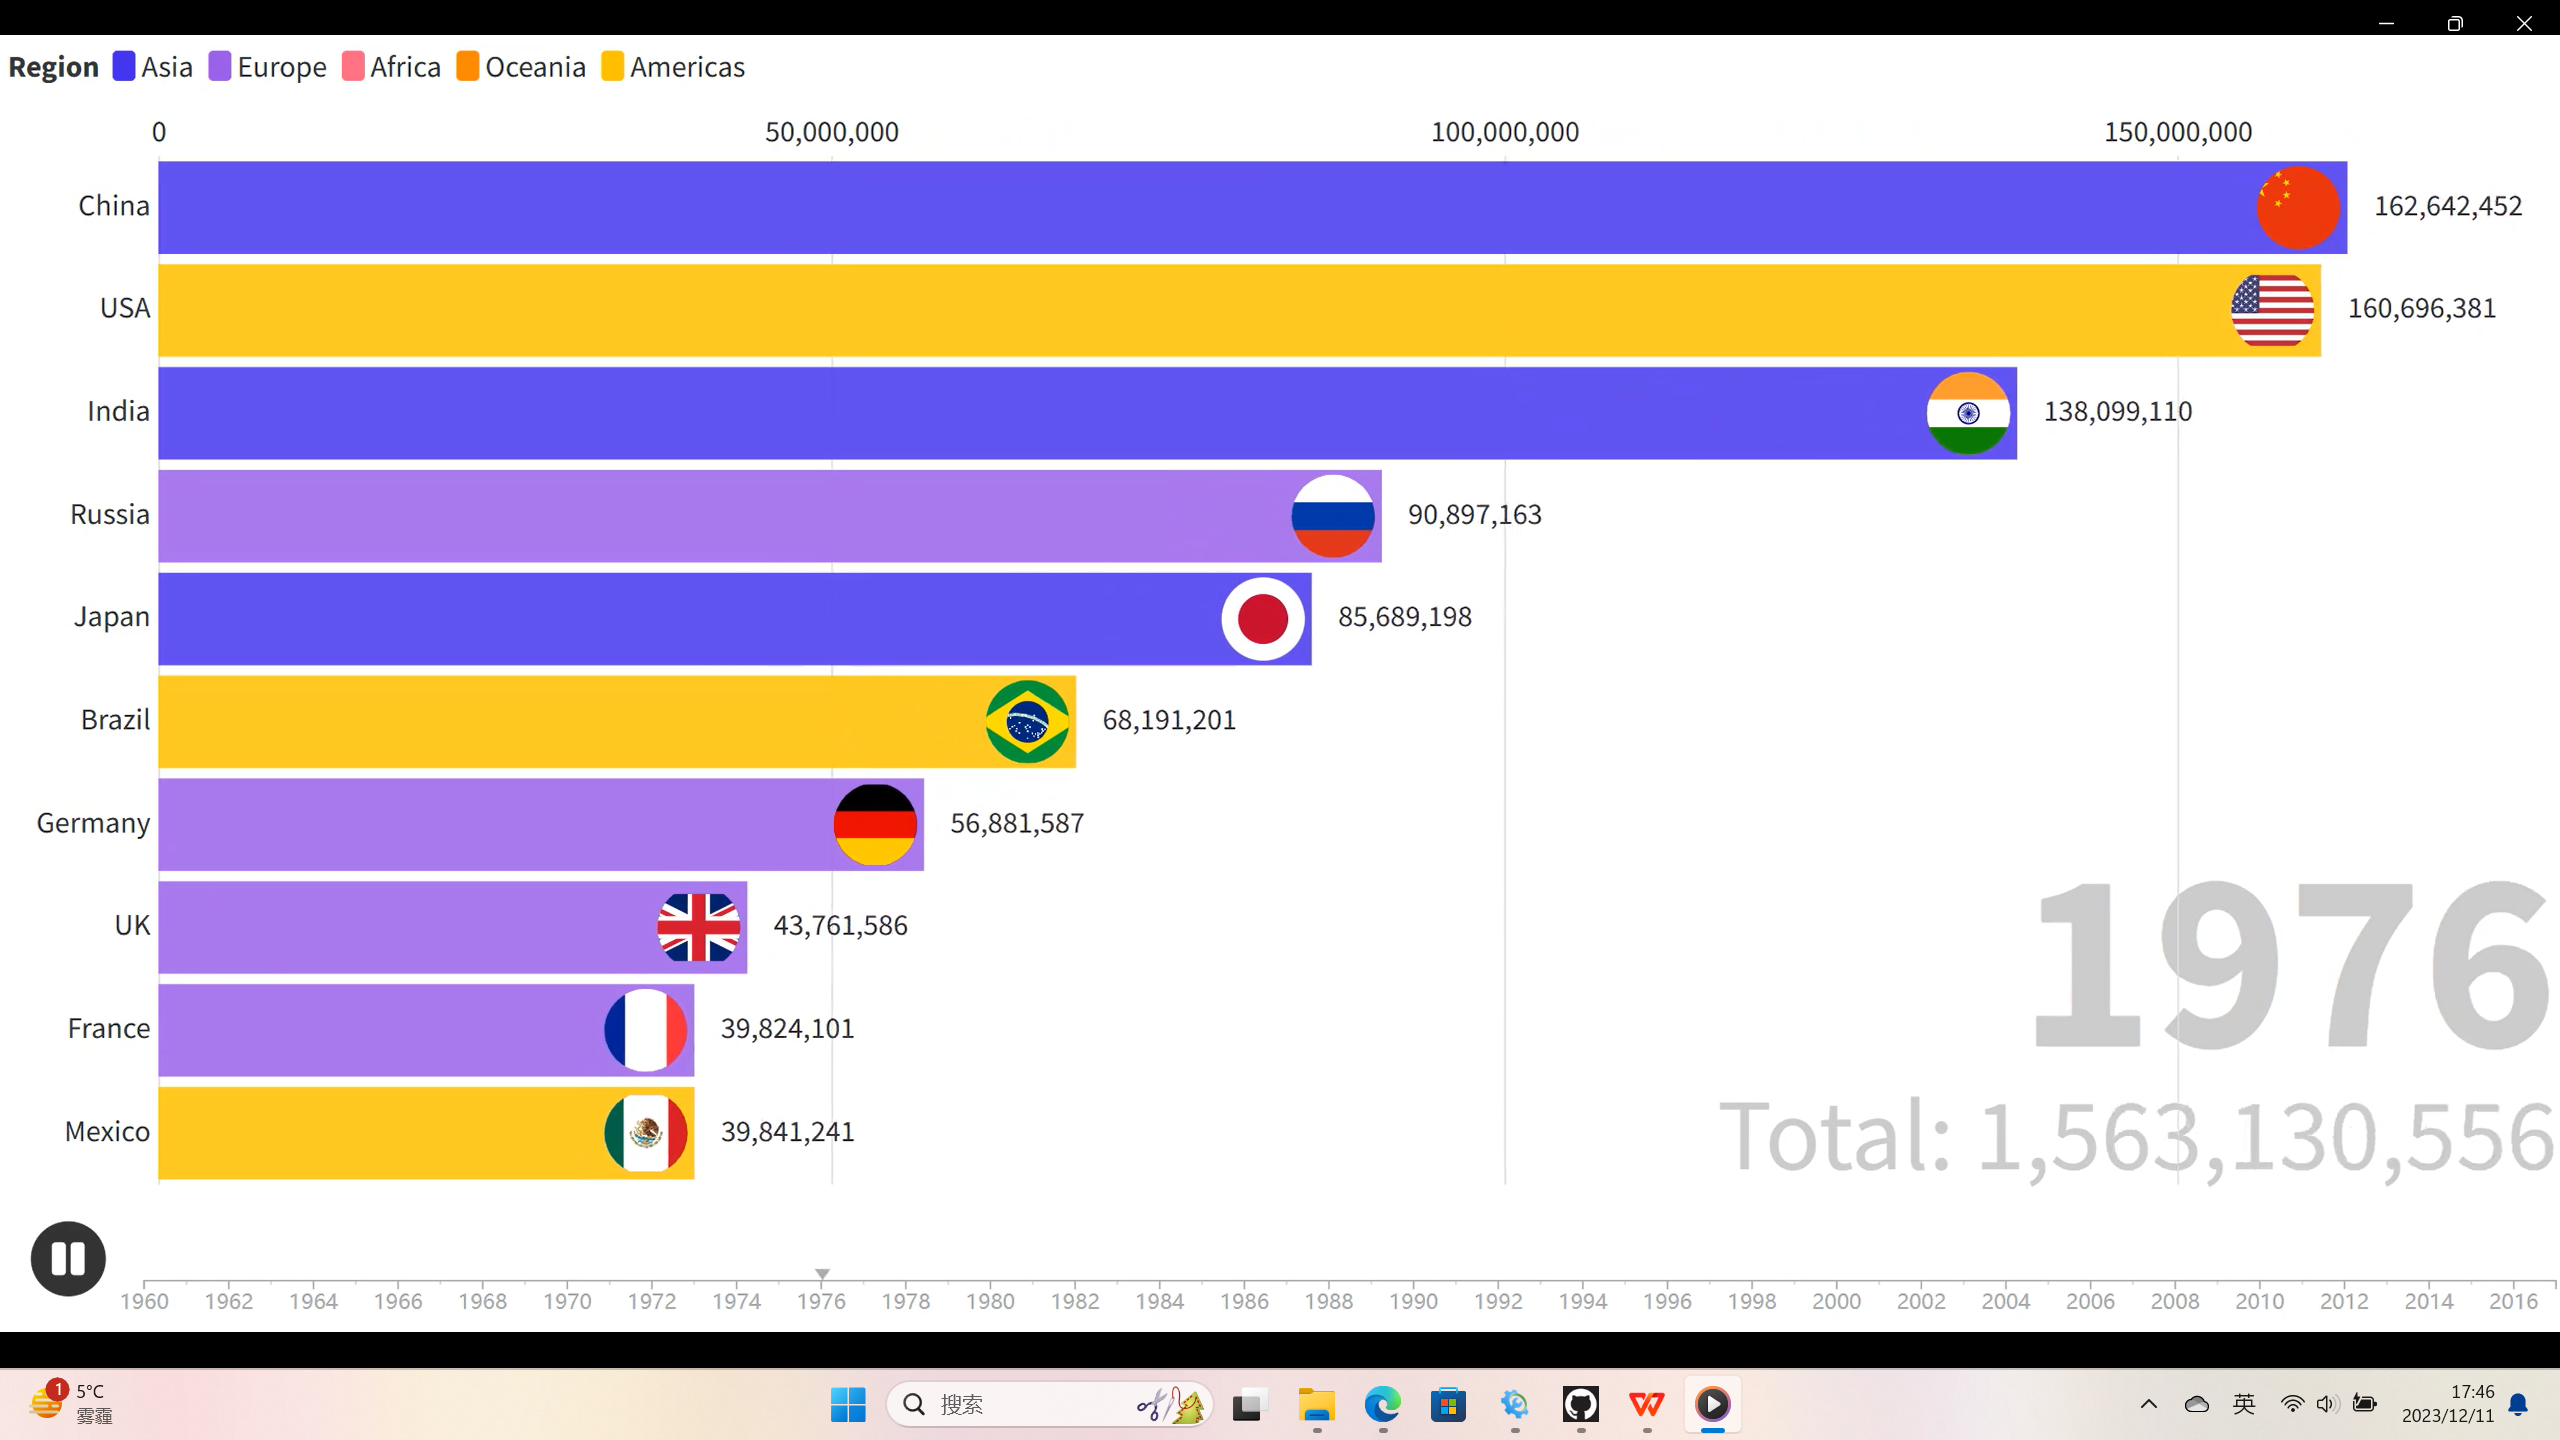 Region Asia Europe Africa Oceania Americas
0 50,000,000 100,000,000 150,000,000
China 162,642,452
USA 160,696,381
India 138,099,110
Russia 90,897,163
Japan 85,689,198
Brazil 68,191,201
Germany 56,881,587
UK 43,761,586
France 39,824,101
Mexico 39,841,241
1976
Total: 1,563,130,556
1960 1962 1964 1966 1968 1970 1972 1974 1976 1978 1980 1982 1984 1986 1988 1990 1992 1994 1996 1998 2000 2002 2004 2006 2008 2010 2012 2014 2016
1
5°C
雾霾
搜索
英
17:46
2023/12/11